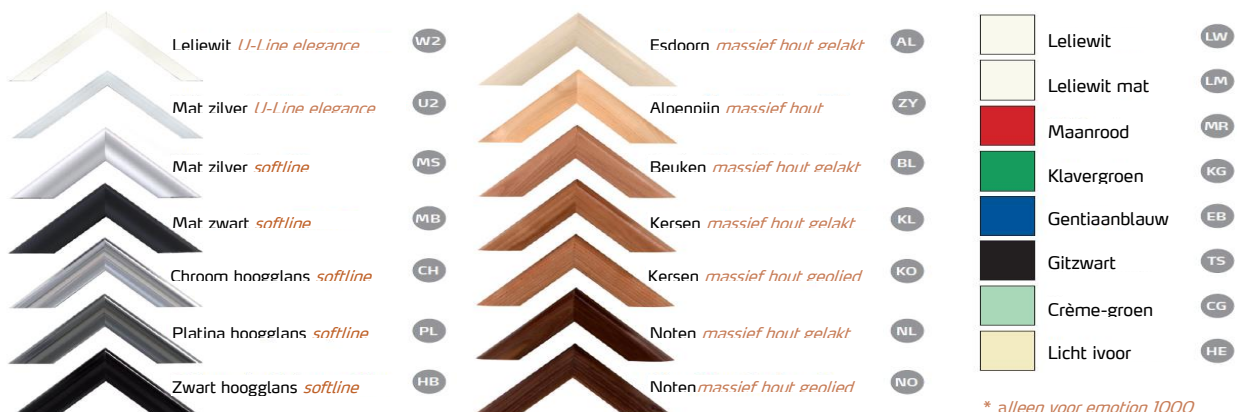 Leliewit U-Line elegance W2
Mat zilver U-Line elegance U2
Mat zilver softline MS
Mat zwart softline MB
Chroom hoogglans softline CH
Platina hoogglans softline PL
Zwart hoogglans softline HB
Esdoorn massief hout gelakt AL
Alpenpijn massief hout ZY
Beuken massief hout gelakt BL
Kersen massief hout gelakt KL
Kersen massief hout geolied KO
Noten massief hout gelakt NL
Noten massief hout geolied NO
Leliewit LW
Leliewit mat LM
Maanrood MR
Klavergroen KG
Gentiaanblauw EB
Gitzwart TS
Crème-groen CG
Licht ivoor HE
* alleen voor emotion 1000